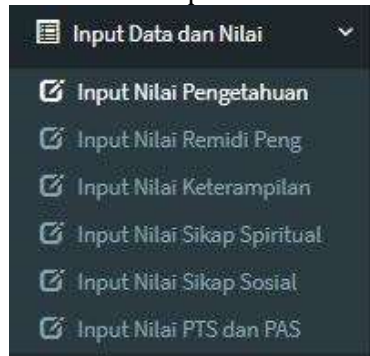 Input Data dan Nilai
Input Nilai Pengetahuan
Input Nilai Remidi Peng
Input Nilai Keterampilan
Input Nilai Sikap Spiritual
Input Nilai Sikap Sosial
Input Nilai PTS dan PAS